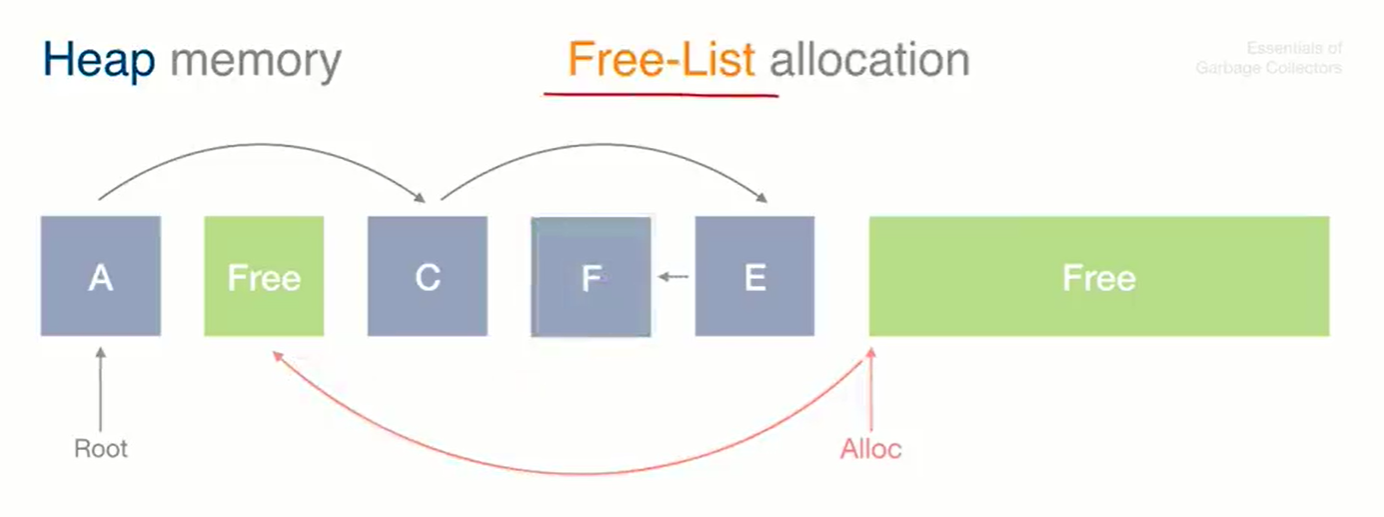 Heap memory
Free-List allocation
Essentials of
Garbage Collectors
A
Free
C
F
E
Free
Root
Alloc